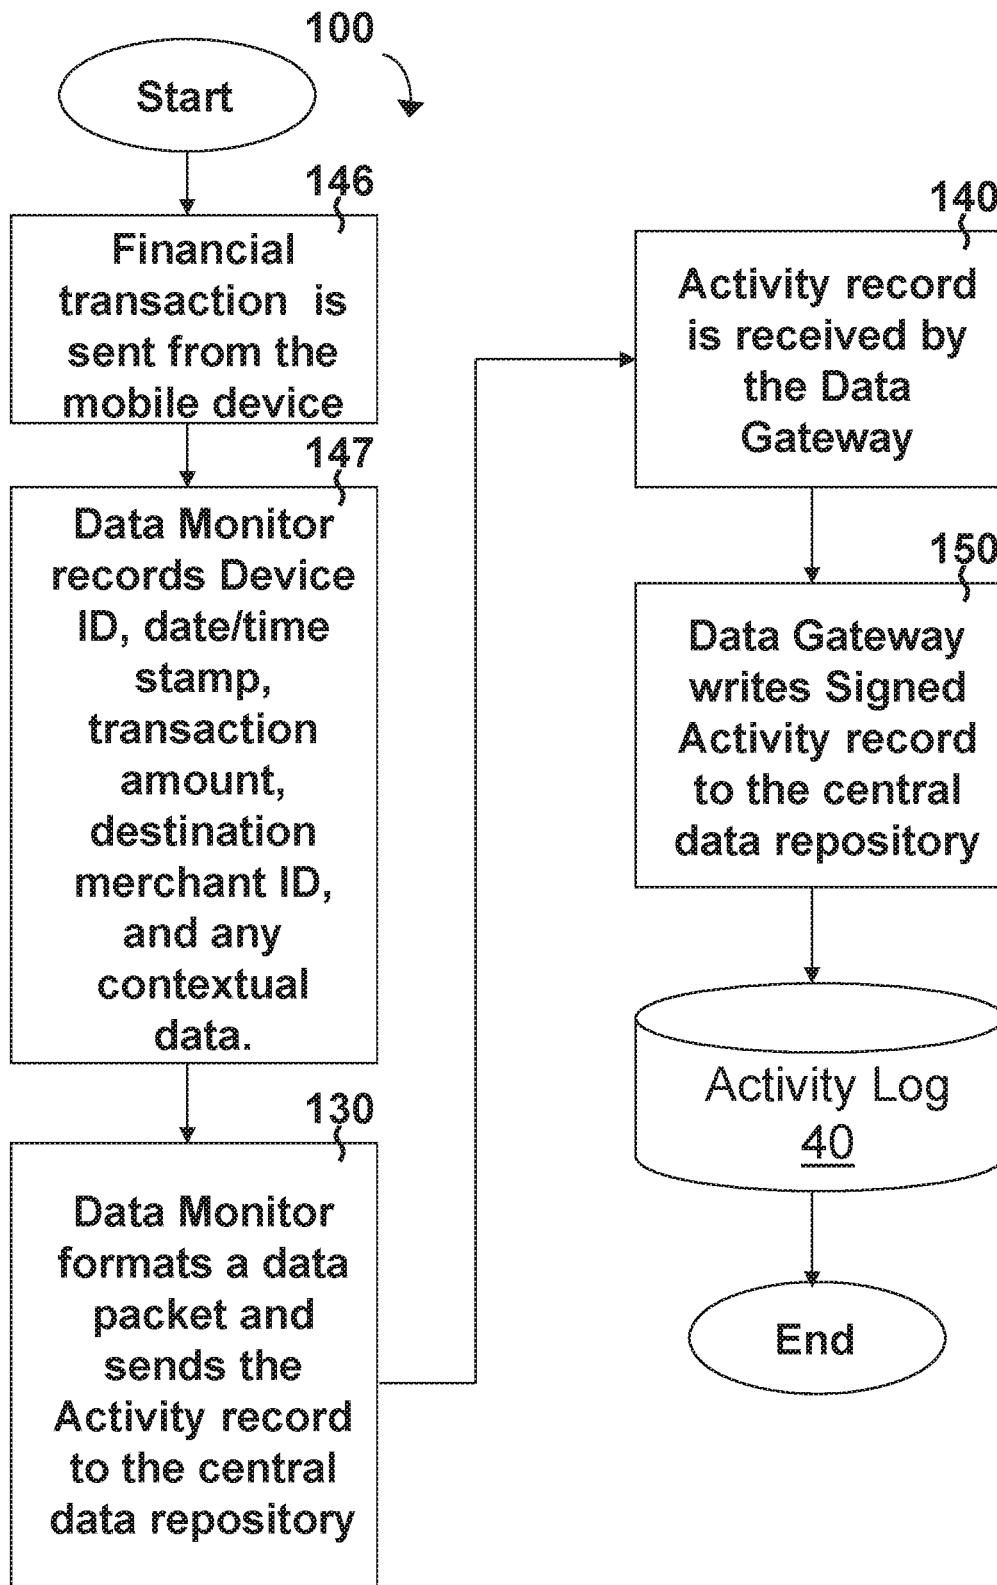 100
Start
146
Financial
transaction is
sent from the
mobile device
147
Data Monitor
records Device
ID, date/time
stamp,
transaction
amount,
destination
merchant ID,
and any
contextual
data.
130
Data Monitor
formats a data
packet and
sends the
Activity record
to the central
data repository
140
Activity record
is received by
the Data
Gateway
150
Data Gateway
writes Signed
Activity record
to the central
data repository
Activity Log
40
End